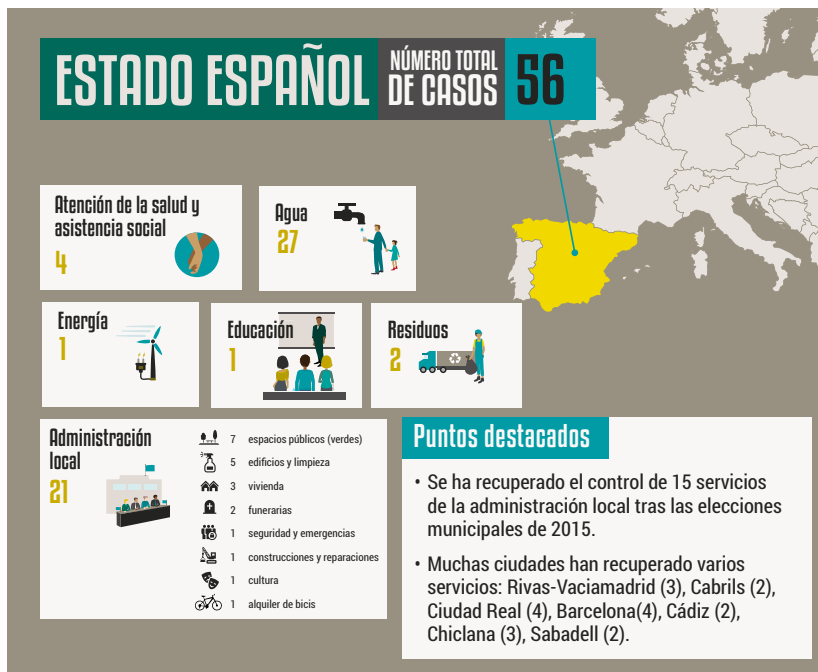 ESTADO ESPAÑOL
NÚMERO TOTAL
DE CASOS
56
Atención de la salud y
asistencia social
4
Agua
27
Energía
1
Educación
1
Residuos
2
Administración
local
21
7 espacios públicos (verdes)
5 edificios y limpieza
3 vivienda
2 funerarias
1 seguridad y emergencias
1 construcciones y reparaciones
1 cultura
1 alquiler de bicis
Puntos destacados
• Se ha recuperado el control de 15 servicios
de la administración local tras las elecciones
municipales de 2015.
• Muchas ciudades han recuperado varios
servicios: Rivas-Vaciamadrid (3), Cabrils (2),
Ciudad Real (4), Barcelona(4), Cádiz (2),
Chiclana (3), Sabadell (2).